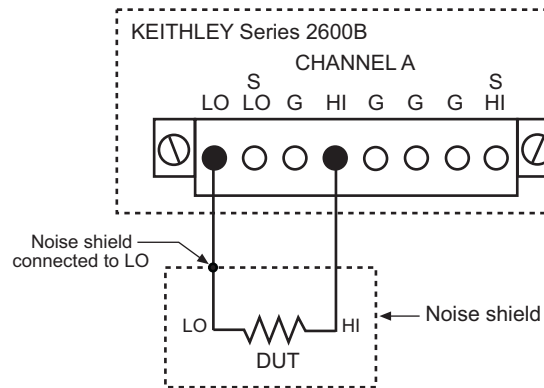 KEITHLEY Series 2600B
CHANNEL A
S S
LO LO G HI G G G HI
Noise shield
connected to LO
LO HI
DUT
Noise shield